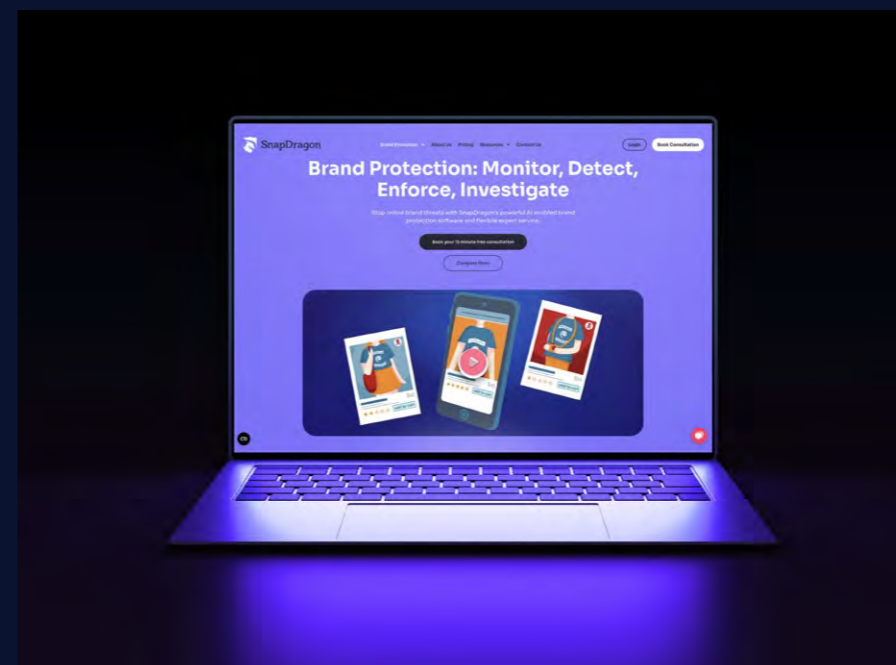 SnapDragon
About Us Pricing Resources Contact Us
Login
Book Consultation
Brand Protection: Monitor, Detect,
Enforce, Investigate
Stop online brand threats with SnapDragon's powerful AI enabled brand
protection software and flexible expert service.
Book your 15 minute free consultation